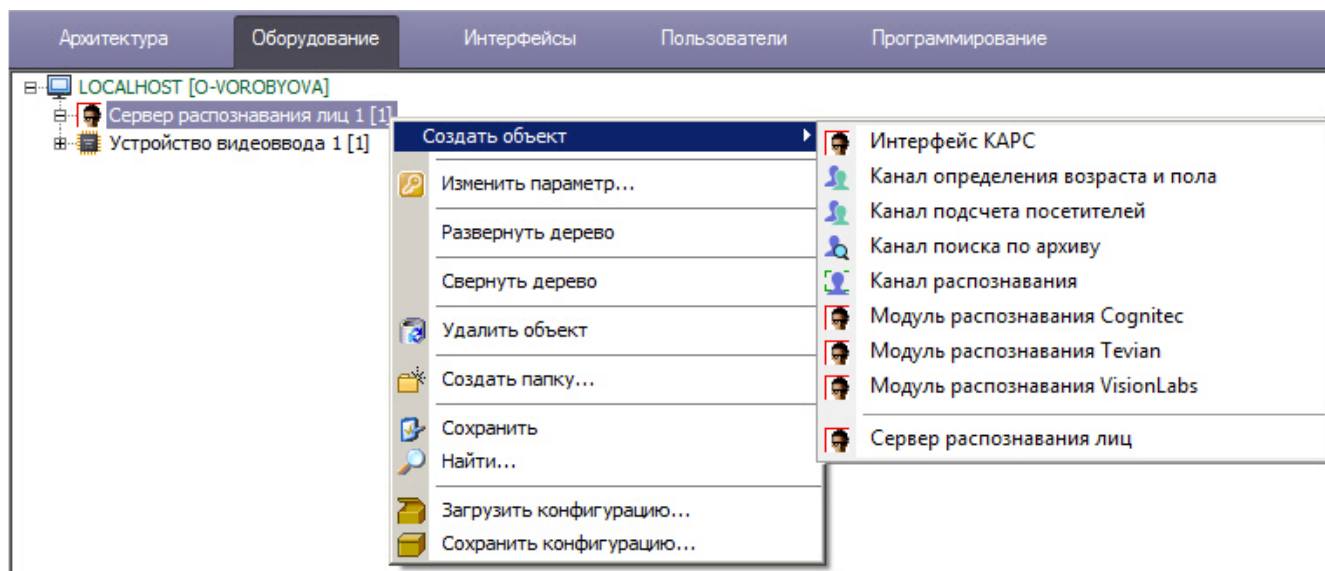 Архитектура Оборудование Интерфейсы Пользователи Программирование
LOCALHOST [O-VOROBYOVA]
Сервер распознавания лиц 1 [1]
Устройство видеоввода 1 [1]
Создать объект
Изменить параметр...
Развернуть дерево
Свернуть дерево
Удалить объект
Создать папку...
Сохранить
Найти...
Загрузить конфигурацию...
Сохранить конфигурацию...
Интерфейс КАРС
Канал определения возраста и пола
Канал подсчета посетителей
Канал поиска по архиву
Канал распознавания
Модуль распознавания Cognitec
Модуль распознавания Tevian
Модуль распознавания VisionLabs
Сервер распознавания лиц